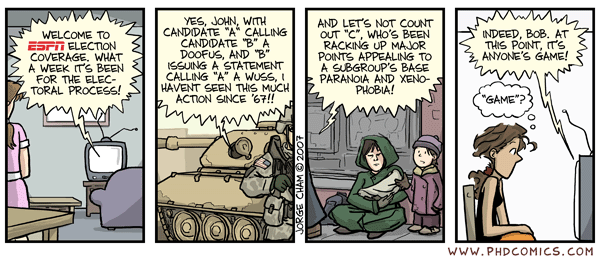 WELCOME TO
ESPN ELECTION
COVERAGE, WHAT
A WEEK IT'S BEEN
FOR THE ELEC-
TORAL PROCESS!
YES, JOHN, WITH
CANDIDATE "A" CALLING
CANDIDATE "B" A
DOOFUS, AND "B"
ISSUING A STATEMENT
CALLING "A" A WUSS, I
HAVENT SEEN THIS MUCH
ACTION SINCE '67!!
JORGE CHAM © 2007
AND LET'S NOT COUNT
OUT "C", WHO'S BEEN
RACKING UP MAJOR
POINTS APPEALING TO
A SUBGROUP'S BASE
PARANOIA AND XENO-
PHOBIA!
INDEED, BOB. AT
THIS POINT, IT'S
ANYONE'S GAME!
"GAME"?
WWW.PHDCOMICS.COM